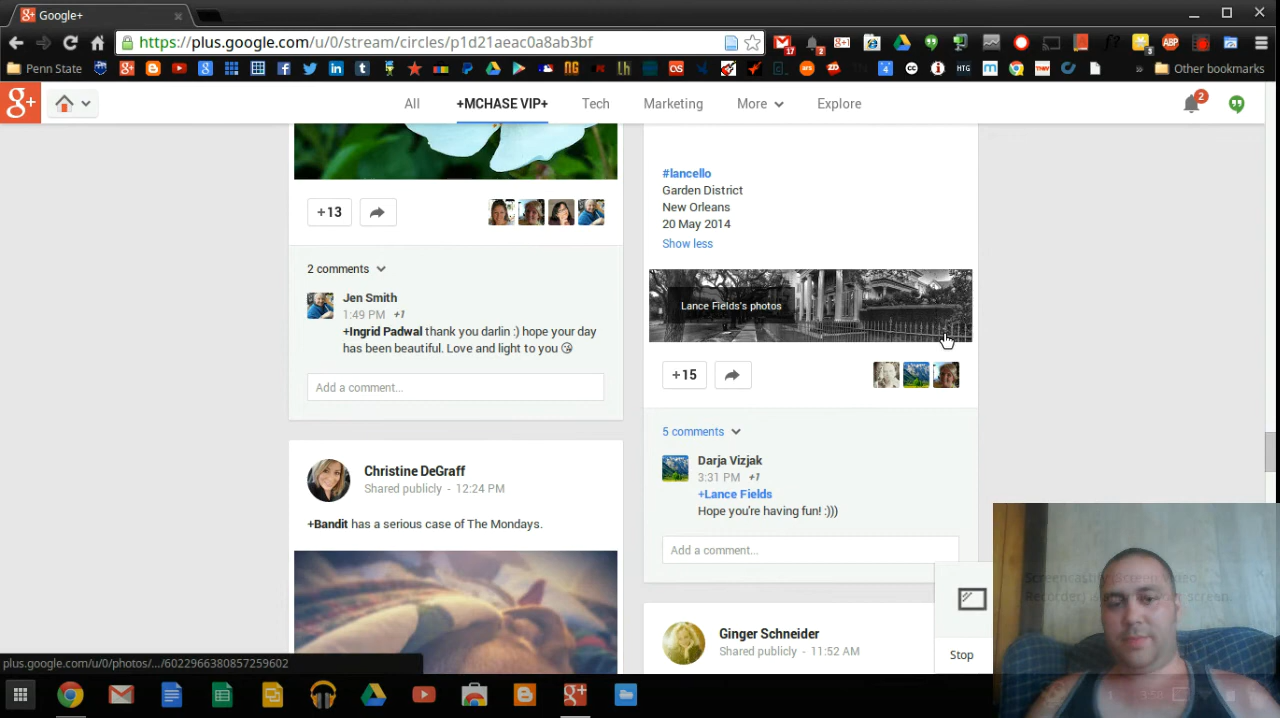 Google+
https://plus.google.com/u/0/stream/circles/p1d21aeac0a8ab3bf
Penn State
Other bookmarks
All
+MCHASE VIP+
Tech
Marketing
More
Explore
2
+13
2 comments
Jen Smith
1:49 PM +1
+Ingrid Padwal thank you darlin :) hope your day
has been beautiful. Love and light to you 😘
Add a comment...
Christine DeGraff
Shared publicly - 12:24 PM
+Bandit has a serious case of The Mondays.
#lancello
Garden District
New Orleans
20 May 2014
Show less
Lance Fields's photos
+15
5 comments
Darja Vizjak
3:31 PM +1
+Lance Fields
Hope you're having fun! :)))
Add a comment...
Ginger Schneider
Shared publicly - 11:52 AM
Stop
plus.google.com/u/0/photos/.../6022966380857259602